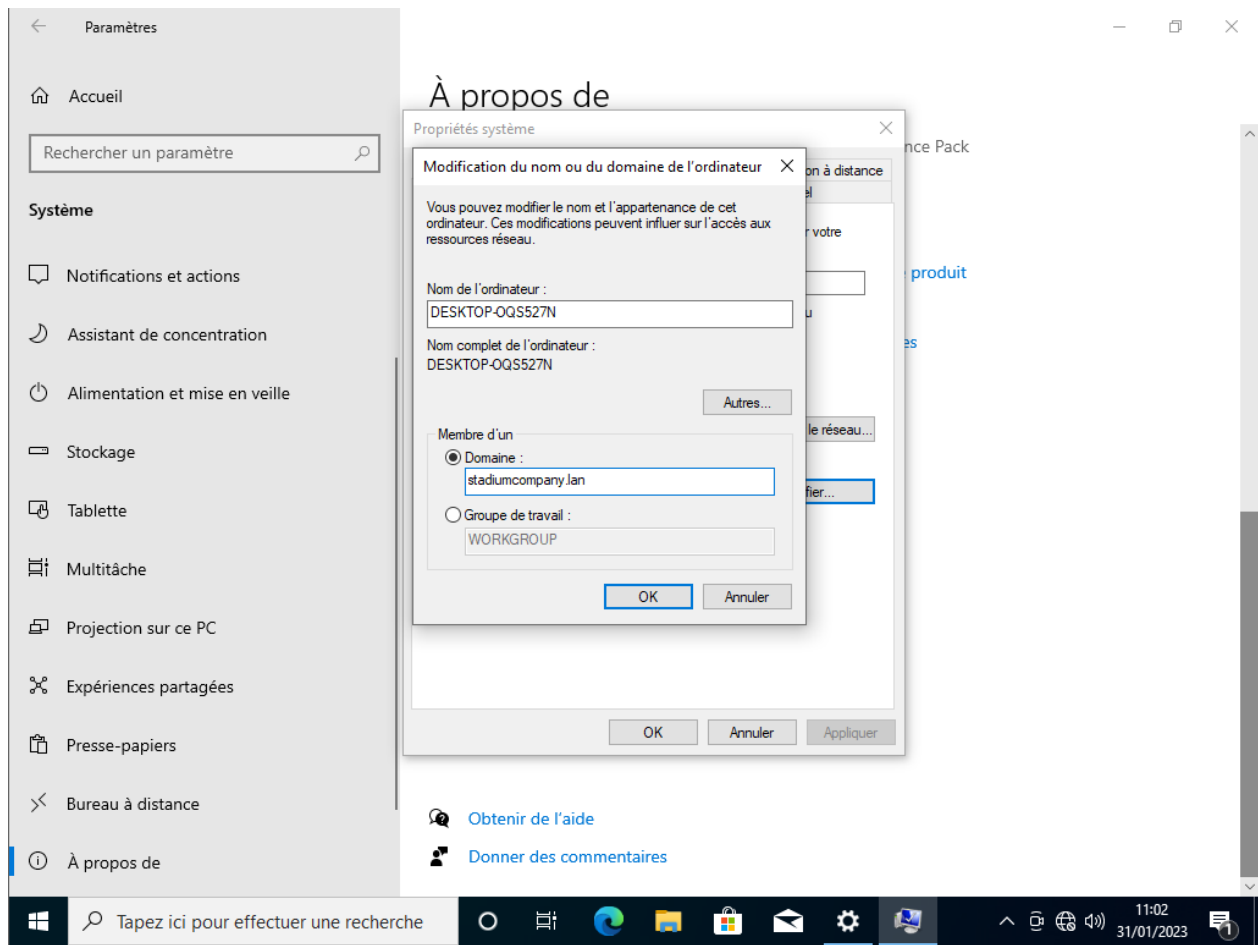 Paramètres
Accueil
Rechercher un paramètre
Système
Notifications et actions
Assistant de concentration
Alimentation et mise en veille
Stockage
Tablette
Multitâche
Projection sur ce PC
Expériences partagées
Presse-papiers
Bureau à distance
À propos de
À propos de
nce Pack
produit
es
Obtenir de l'aide
Donner des commentaires
Propriétés système
on à distance
el
r votre
u
le réseau...
fier...
OK
Annuler
Appliquer
Modification du nom ou du domaine de l'ordinateur
Vous pouvez modifier le nom et l'appartenance de cet
ordinateur. Ces modifications peuvent influer sur l'accès aux
ressources réseau.
Nom de l'ordinateur :
DESKTOP-OQS527N
Nom complet de l'ordinateur :
DESKTOP-OQS527N
Autres...
Membre d'un
Domaine :
stadiumcompany.lan
Groupe de travail :
WORKGROUP
OK
Annuler
Tapez ici pour effectuer une recherche
11:02
31/01/2023
1